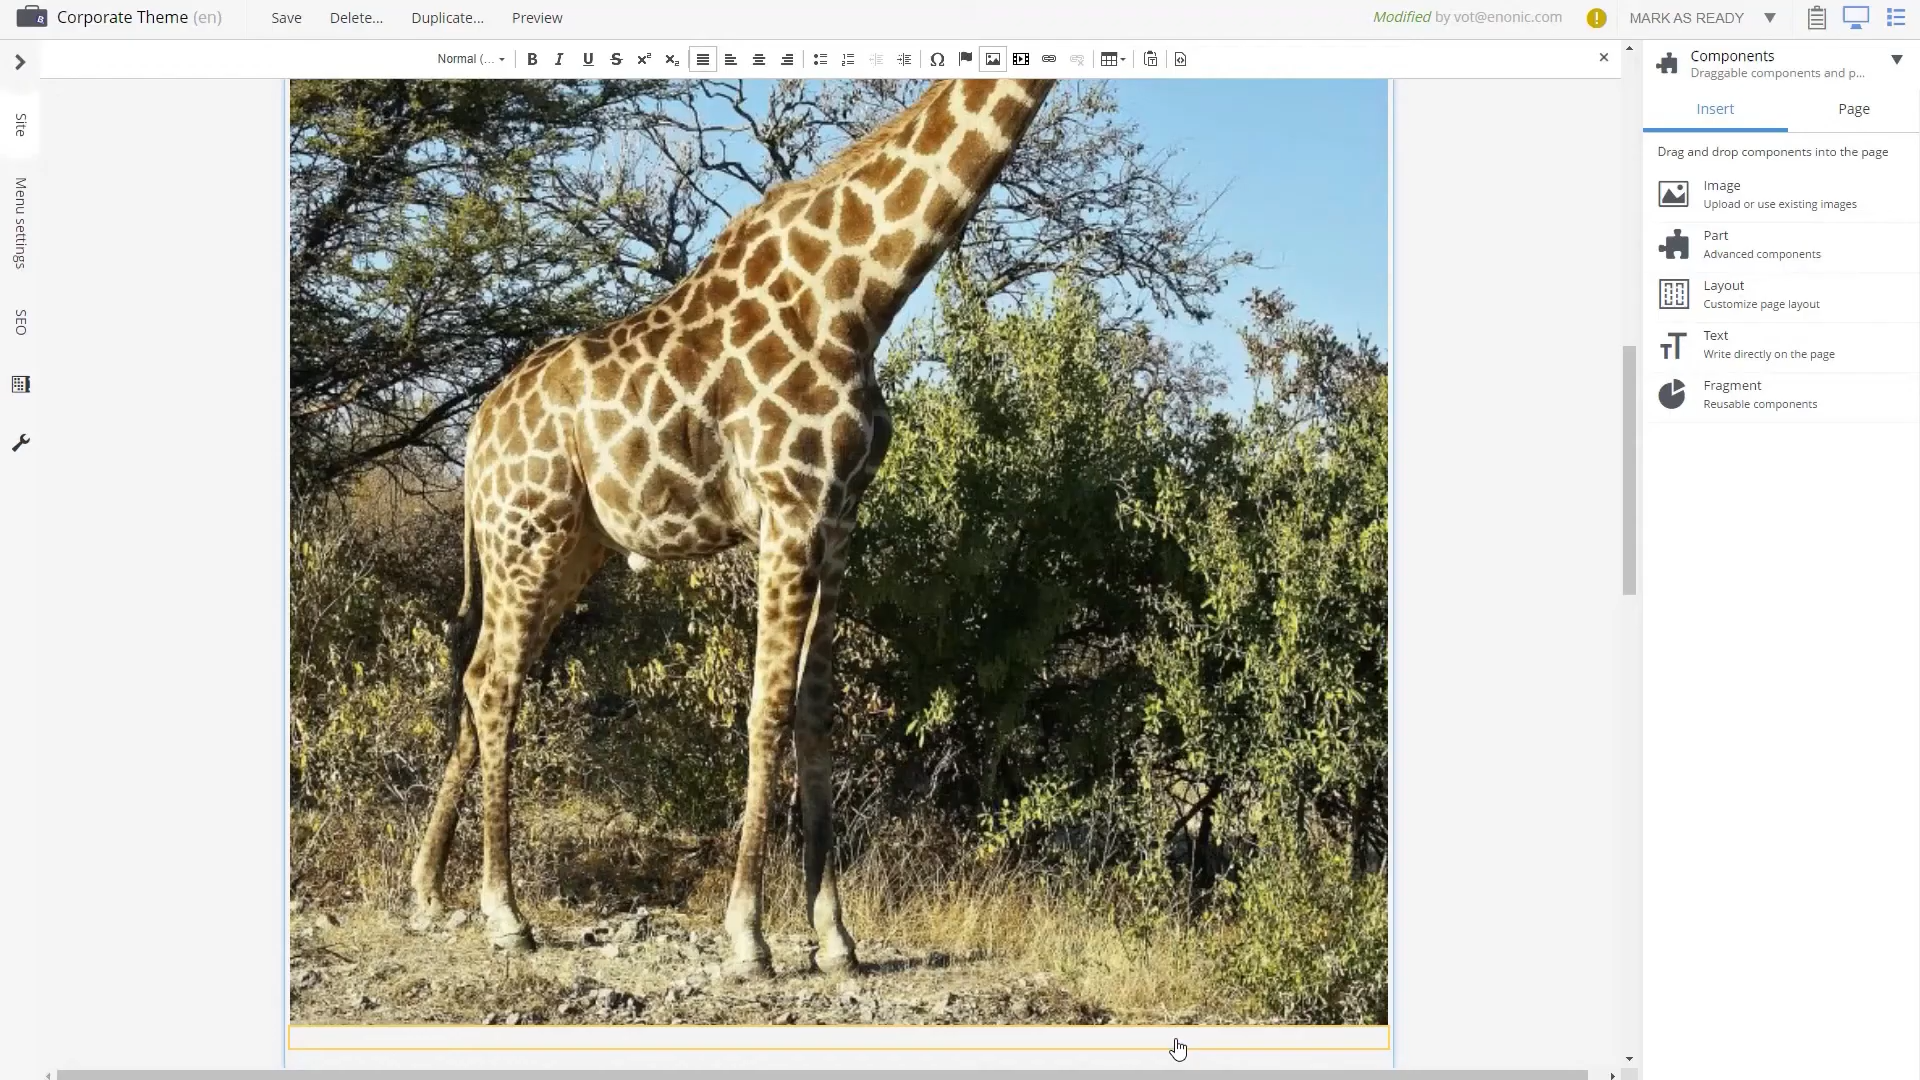 Corporate Theme (en)
Save
Delete...
Duplicate...
Preview
Modified by vot@enonic.com
MARK AS READY
Normal (...
B
I
U
S
x²
x₂
Ω
Site
Menu settings
SEO
Components
Draggable components and p...
Insert
Page
Drag and drop components into the page
Image
Upload or use existing images
Part
Advanced components
Layout
Customize page layout
Text
Write directly on the page
Fragment
Reusable components